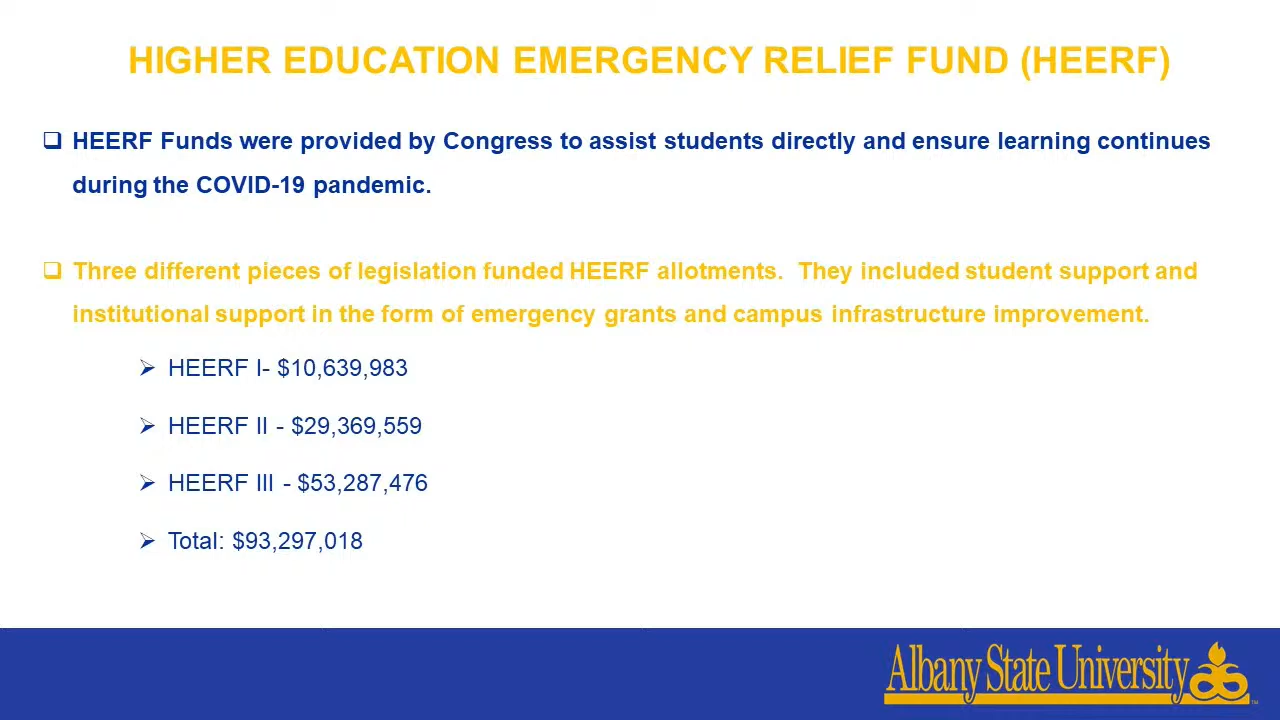 HIGHER EDUCATION EMERGENCY RELIEF FUND (HEERF)
HEERF Funds were provided by Congress to assist students directly and ensure learning continues
during the COVID-19 pandemic.
Three different pieces of legislation funded HEERF allotments.  They included student support and
institutional support in the form of emergency grants and campus infrastructure improvement.
HEERF I- $10,639,983
HEERF II - $29,369,559
HEERF III - $53,287,476
Total: $93,297,018
Albany State University
TM